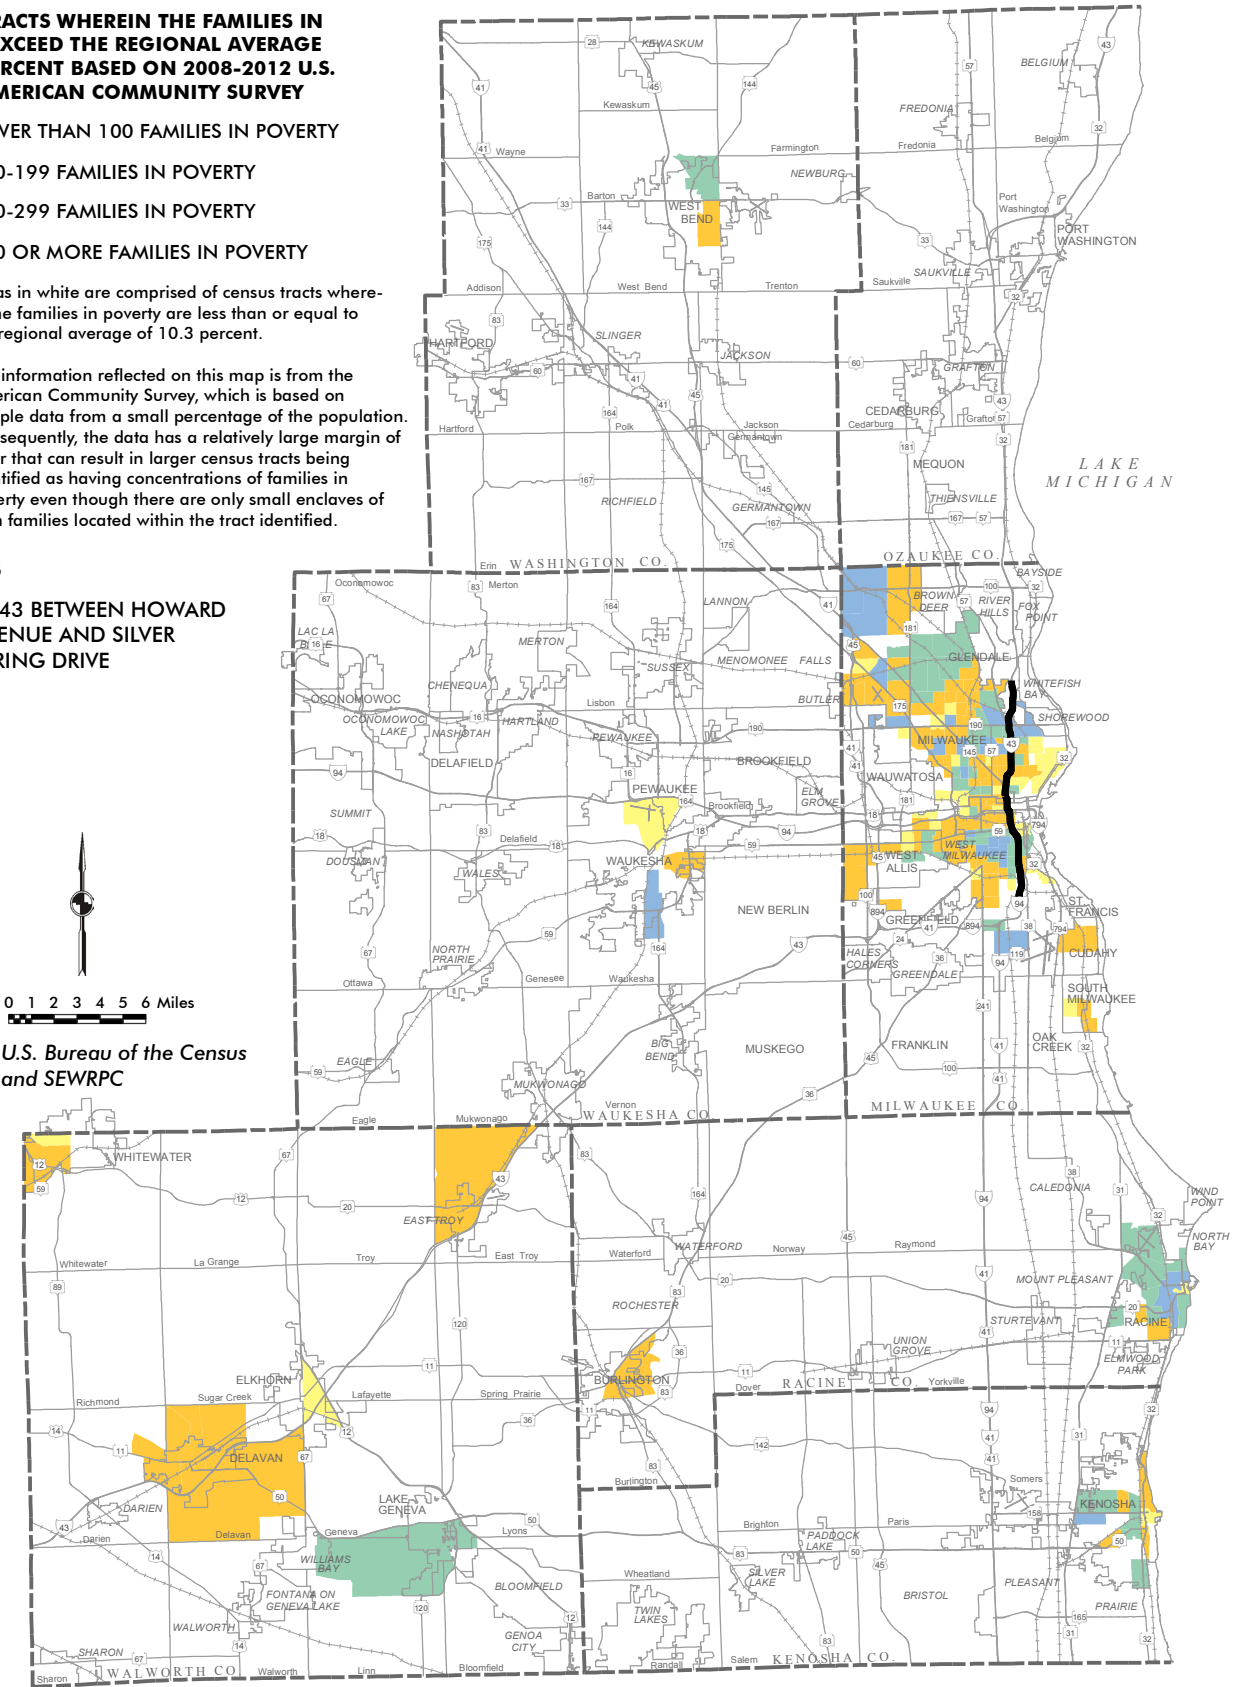 RACTS WHEREIN THE FAMILIES IN
XCEED THE REGIONAL AVERAGE
RCENT BASED ON 2008-2012 U.S.
MERICAN COMMUNITY SURVEY
WER THAN 100 FAMILIES IN POVERTY
0-199 FAMILIES IN POVERTY
0-299 FAMILIES IN POVERTY
0 OR MORE FAMILIES IN POVERTY
as in white are comprised of census tracts where-
he families in poverty are less than or equal to
regional average of 10.3 percent.
information reflected on this map is from the
erican Community Survey, which is based on
ple data from a small percentage of the population.
sequently, the data has a relatively large margin of
r that can result in larger census tracts being
ntified as having concentrations of families in
erty even though there are only small enclaves of
h families located within the tract identified.
43 BETWEEN HOWARD
ENUE AND SILVER
RING DRIVE
0 1 2 3 4 5 6 Miles
U.S. Bureau of the Census
and SEWRPC
KEWASKUM
Kewaskum
BELGIUM
FREDONIA
Wayne
Farmington
Fredonia
Belgium
NEWBURG
Barton
WEST
BEND
Port
Washington
PORT
WASHINGTON
SAUKVILLE
Addison
West Bend
Trenton
Saukville
HARTFORD
SLINGER
JACKSON
GRAFTON
CEDARBURG
Grafto
Hartford
Polk
Jackson
Germantown
Cedarburg
MEQUON
LAKE
MICHIGAN
RICHFIELD
GERMANTOWN
THIENSVILLE
Erin
WASHINGTON CO.
OZAUKEE CO.
Oconomowoc
Merton
BAYSIDE
LANNON
BROWN
DEER
RIVER
HILLS
FOX
POINT
LAC LA
MERTON
SUSSEX
MENOMONEE FALLS
GLENDALE
CHENEQUA
OCONOMOWOC
Lisbon
BUTLER
WHITEFISH
BAY
OCONOMOWOC
LAKE
NASHOTAH
HARTLAND
PEWAUKEE
SHOREWOOD
MILWAUKEE
DELAFIELD
BROOKFIELD
WAUWATOSA
PEWAUKEE
ELM
GROVE
SUMMIT
Brookfield
Delafield
DOUSMAN
WALES
WAUKESHA
WEST
ALLIS
WEST
MILWAUKEE
NEW BERLIN
GREENFIELD
ST.
FRANCIS
NORTH
PRAIRIE
HALES
CORNERS
GREENDALE
CUDAHY
Ottawa
Genesee
Waukesha
SOUTH
MILWAUKEE
EAGLE
BIG
BEND
MUSKEGO
FRANKLIN
OAK
CREEK
MUKWONAGO
Eagle
Mukwonago
Vernon
WAUKESHA CO
MILWAUKEE CO.
WHITEWATER
CALEDONIA
WIND
POINT
EAST TROY
WATERFORD
NORTH
BAY
Whitewater
La Grange
Troy
East Troy
Waterford
Norway
Raymond
MOUNT PLEASANT
ROCHESTER
STURTEVANT
RACINE
UNION
GROVE
ELMWOOD
PARK
ELKHORN
BURLINGTON
Richmond
Sugar Creek
Lafayette
Spring Prairie
Dover
RACINE CO.
Yorkville
DELAVAN
Burlington
Somers
DARIEN
LAKE
GENEVA
KENOSHA
Darien
Delavan
Geneva
Lyons
Brighton
Paris
PADDOCK
LAKE
WILLIAMS
BAY
BLOOMFIELD
Wheatland
SILVER
LAKE
BRISTOL
PLEASANT
PRAIRIE
FONTANA ON
GENEVA LAKE
WALWORTH
TWIN
LAKES
GENOA
CITY
SHARON
Sharon
WALWORTH CO
Walworth
Linn
Bloomfield
Randall
Salem
KENOSHA CO.